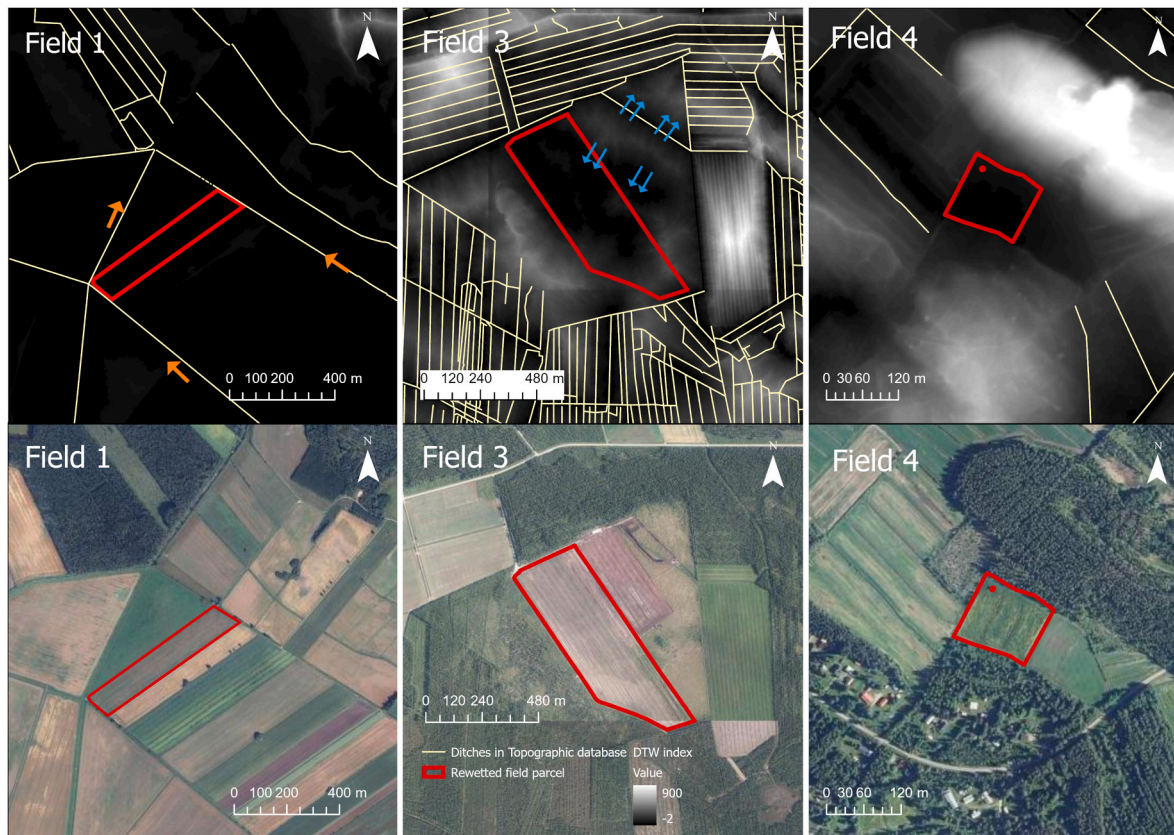 Field 1
N
0 100 200 400 m
Field 3
N
0 120 240 480 m
Field 4
N
0 30 60 120 m
Field 1
N
0 100 200 400 m
Field 3
N
0 120 240 480 m
Ditches in Topographic database
Rewetted field parcel
DTW index
Value
900
-2
Field 4
N
0 30 60 120 m